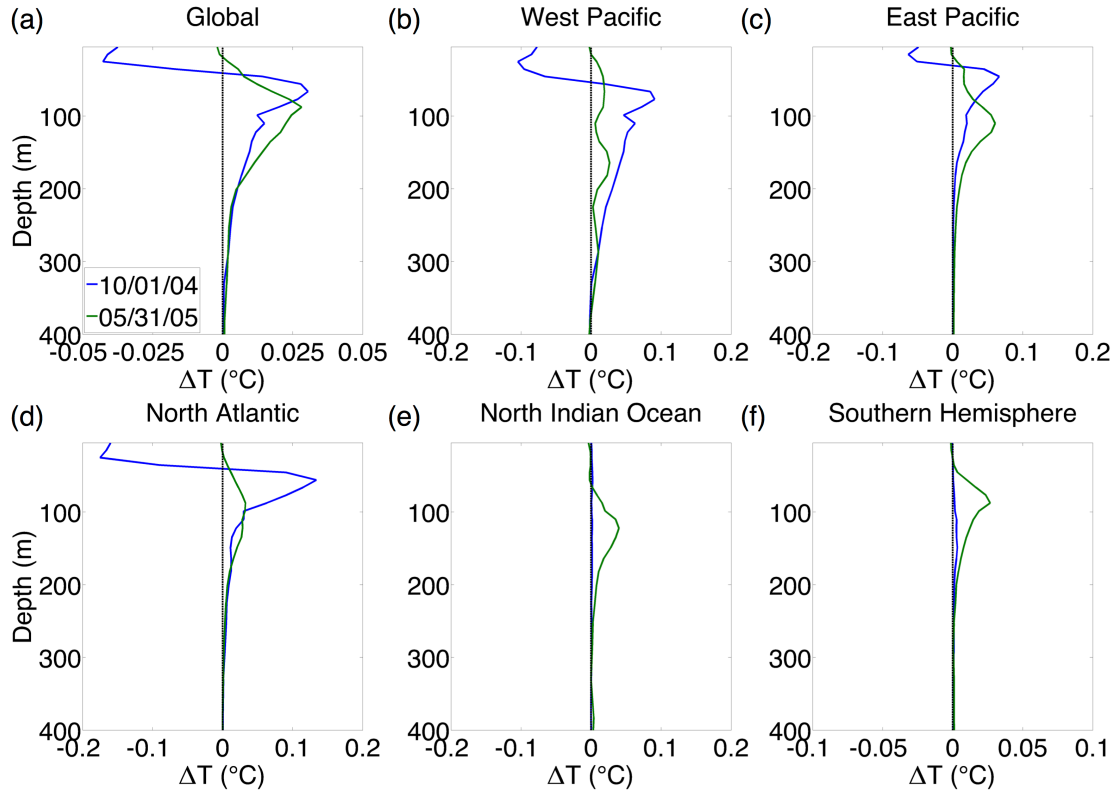 (a) Global
(b) West Pacific
(c) East Pacific
Depth (m)
100
200
300
400
10/01/04
05/31/05
-0.05 -0.025 0 0.025 0.05
ΔT (°C)
100
200
300
400
-0.2 -0.1 0 0.1 0.2
ΔT (°C)
100
200
300
400
-0.2 -0.1 0 0.1 0.2
ΔT (°C)
(d) North Atlantic
(e) North Indian Ocean
(f) Southern Hemisphere
Depth (m)
100
200
300
400
-0.2 -0.1 0 0.1 0.2
ΔT (°C)
100
200
300
400
-0.2 -0.1 0 0.1 0.2
ΔT (°C)
100
200
300
400
-0.1 -0.05 0 0.05 0.1
ΔT (°C)